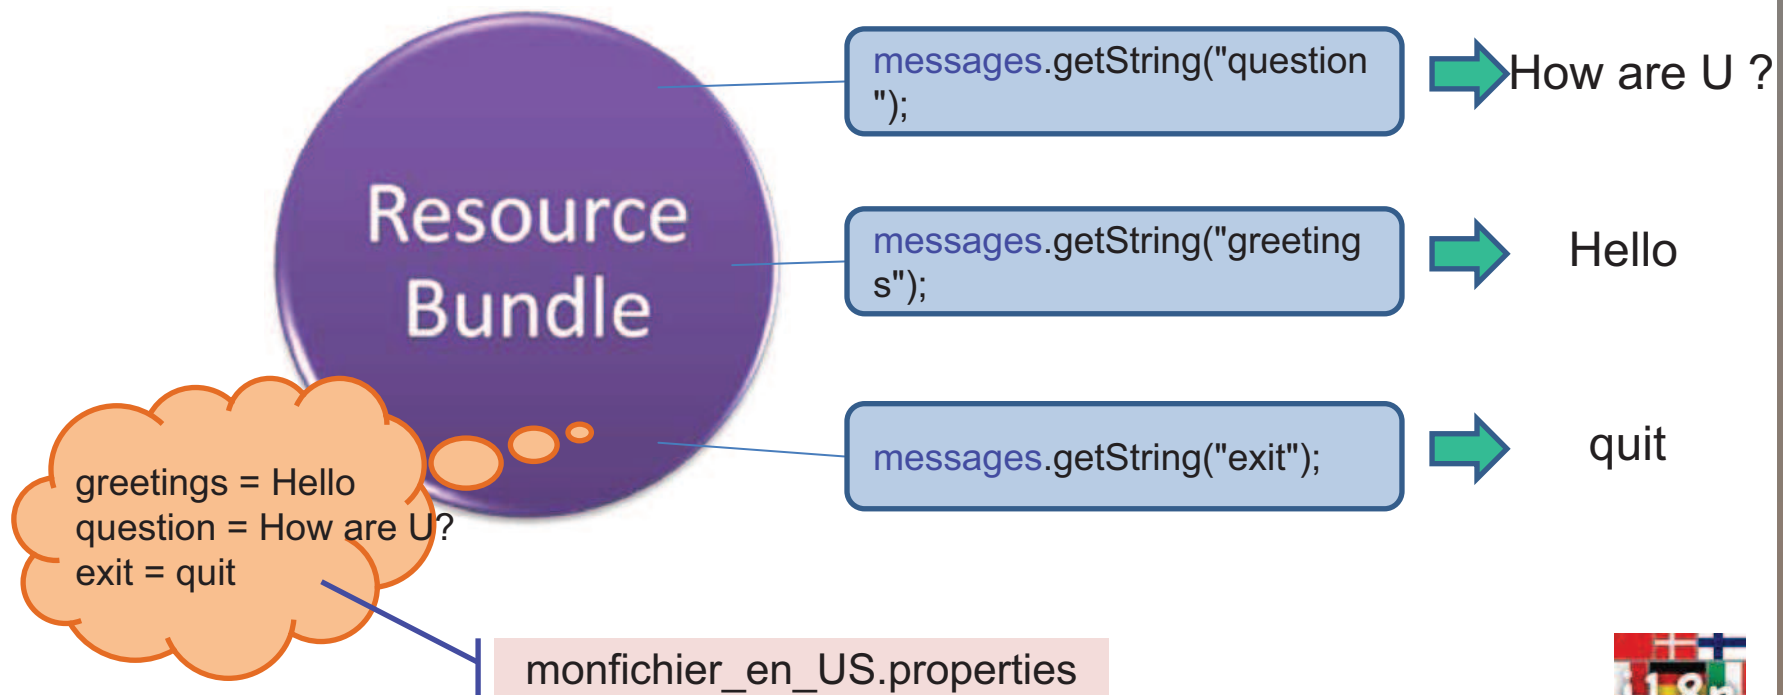 messages.getString("question
");
How are U ?
Resource
Bundle
messages.getString("greeting
s");
Hello
messages.getString("exit");
quit
greetings = Hello
question = How are U?
exit = quit
monfichier_en_US.properties
i18n